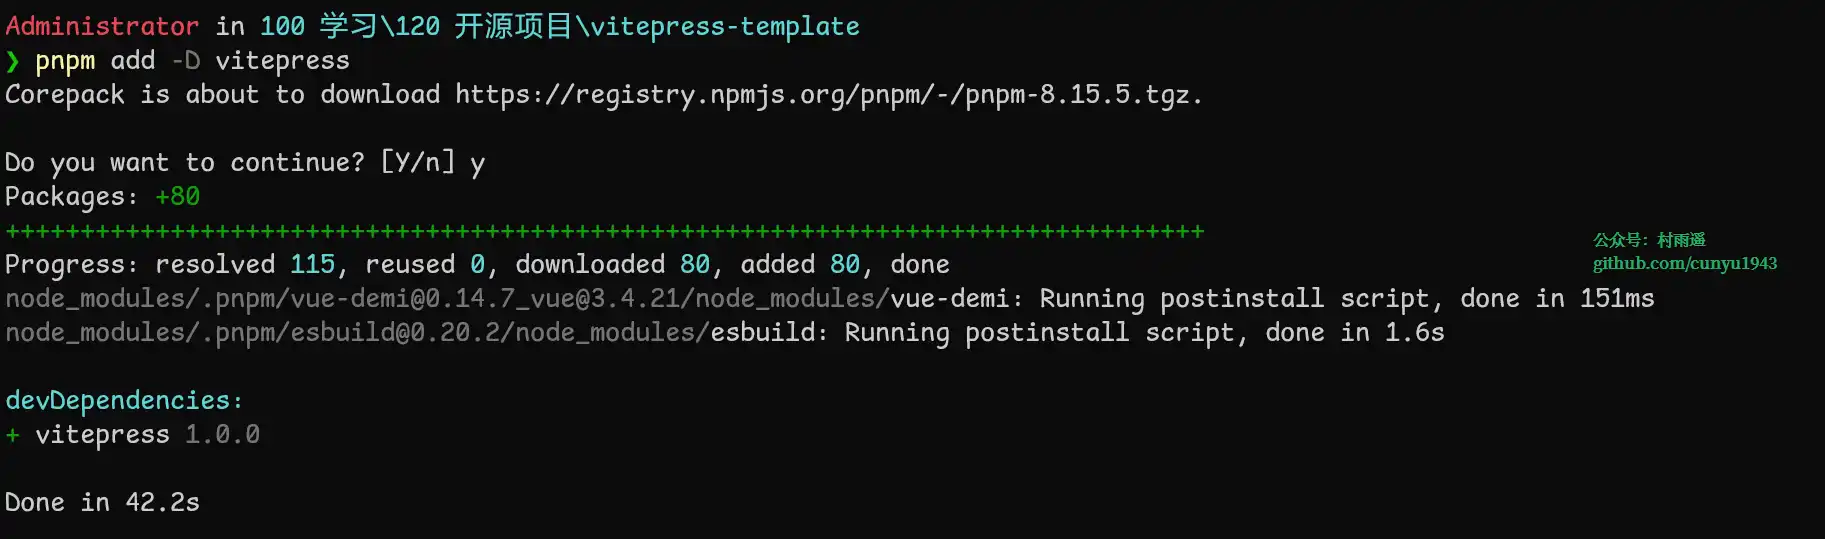 Administrator in 100 学习\120 开源项目\vitepress-template
❯ pnpm add -D vitepress
Corepack is about to download https://registry.npmjs.org/pnpm/-/pnpm-8.15.5.tgz.
Do you want to continue? [Y/n] y
Packages: +80
++++++++++++++++++++++++++++++++++++++++++++++++++++++++++++++++++++++++++++++++
公众号：村雨遥
Progress: resolved 115, reused 0, downloaded 80, added 80, done
github.com/cunyu1943
node_modules/.pnpm/vue-demi@0.14.7_vue@3.4.21/node_modules/vue-demi: Running postinstall script, done in 151ms
node_modules/.pnpm/esbuild@0.20.2/node_modules/esbuild: Running postinstall script, done in 1.6s
devDependencies:
+ vitepress 1.0.0
Done in 42.2s